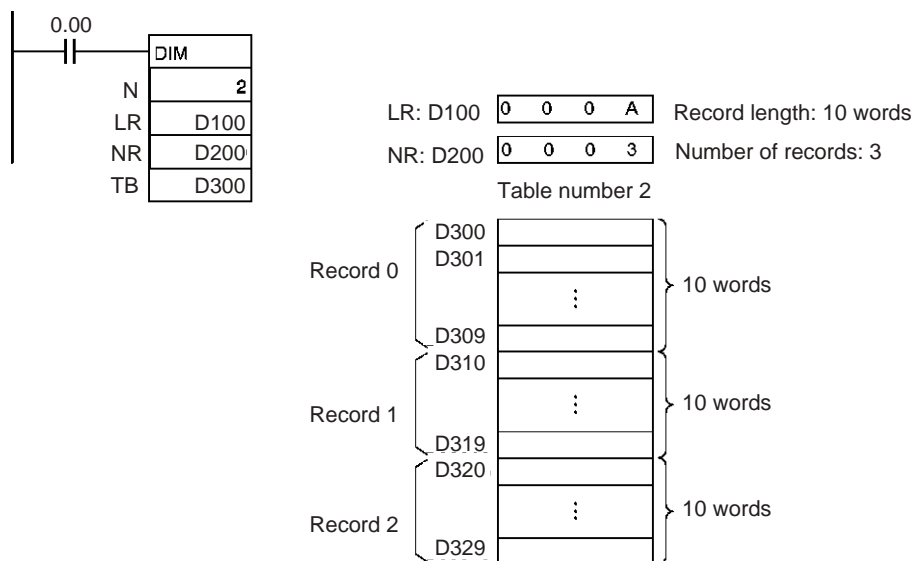 0.00
DIM
N 2
LR D100
NR D200
TB D300
LR: D100 0 0 0 A Record length: 10 words
NR: D200 0 0 0 3 Number of records: 3
Table number 2
D300
D301
Record 0
10 words
D309
D310
Record 1
10 words
D319
D320
Record 2
10 words
D329